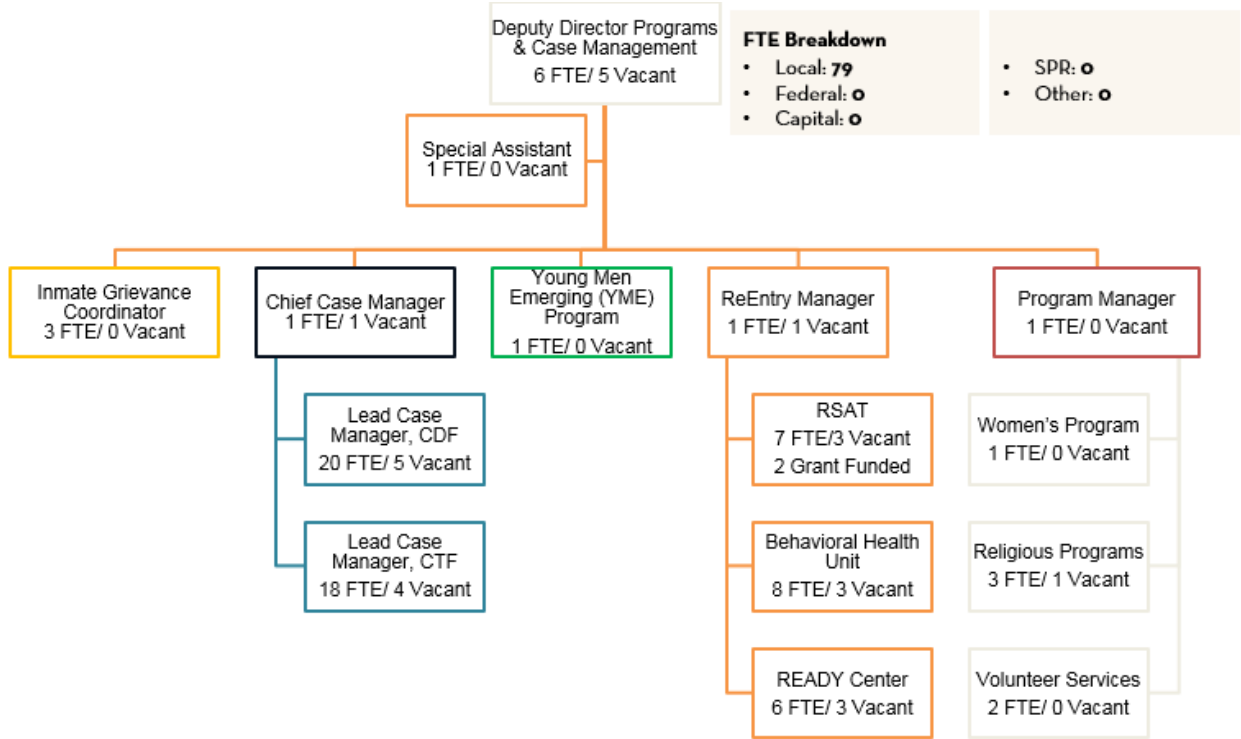 Deputy Director Programs
& Case Management
6 FTE/ 5 Vacant
FTE Breakdown
• Local: 79
• Federal: 0
• Capital: 0
• SPR: 0
• Other: 0
Special Assistant
1 FTE/ 0 Vacant
Inmate Grievance
Coordinator
3 FTE/ 0 Vacant
Chief Case Manager
1 FTE/ 1 Vacant
Young Men
Emerging (YME)
Program
1 FTE/ 0 Vacant
ReEntry Manager
1 FTE/ 1 Vacant
Program Manager
1 FTE/ 0 Vacant
Lead Case
Manager, CDF
20 FTE/ 5 Vacant
Lead Case
Manager, CTF
18 FTE/ 4 Vacant
RSAT
7 FTE/3 Vacant
2 Grant Funded
Behavioral Health
Unit
8 FTE/ 3 Vacant
READY Center
6 FTE/ 3 Vacant
Women's Program
1 FTE/ 0 Vacant
Religious Programs
3 FTE/ 1 Vacant
Volunteer Services
2 FTE/ 0 Vacant